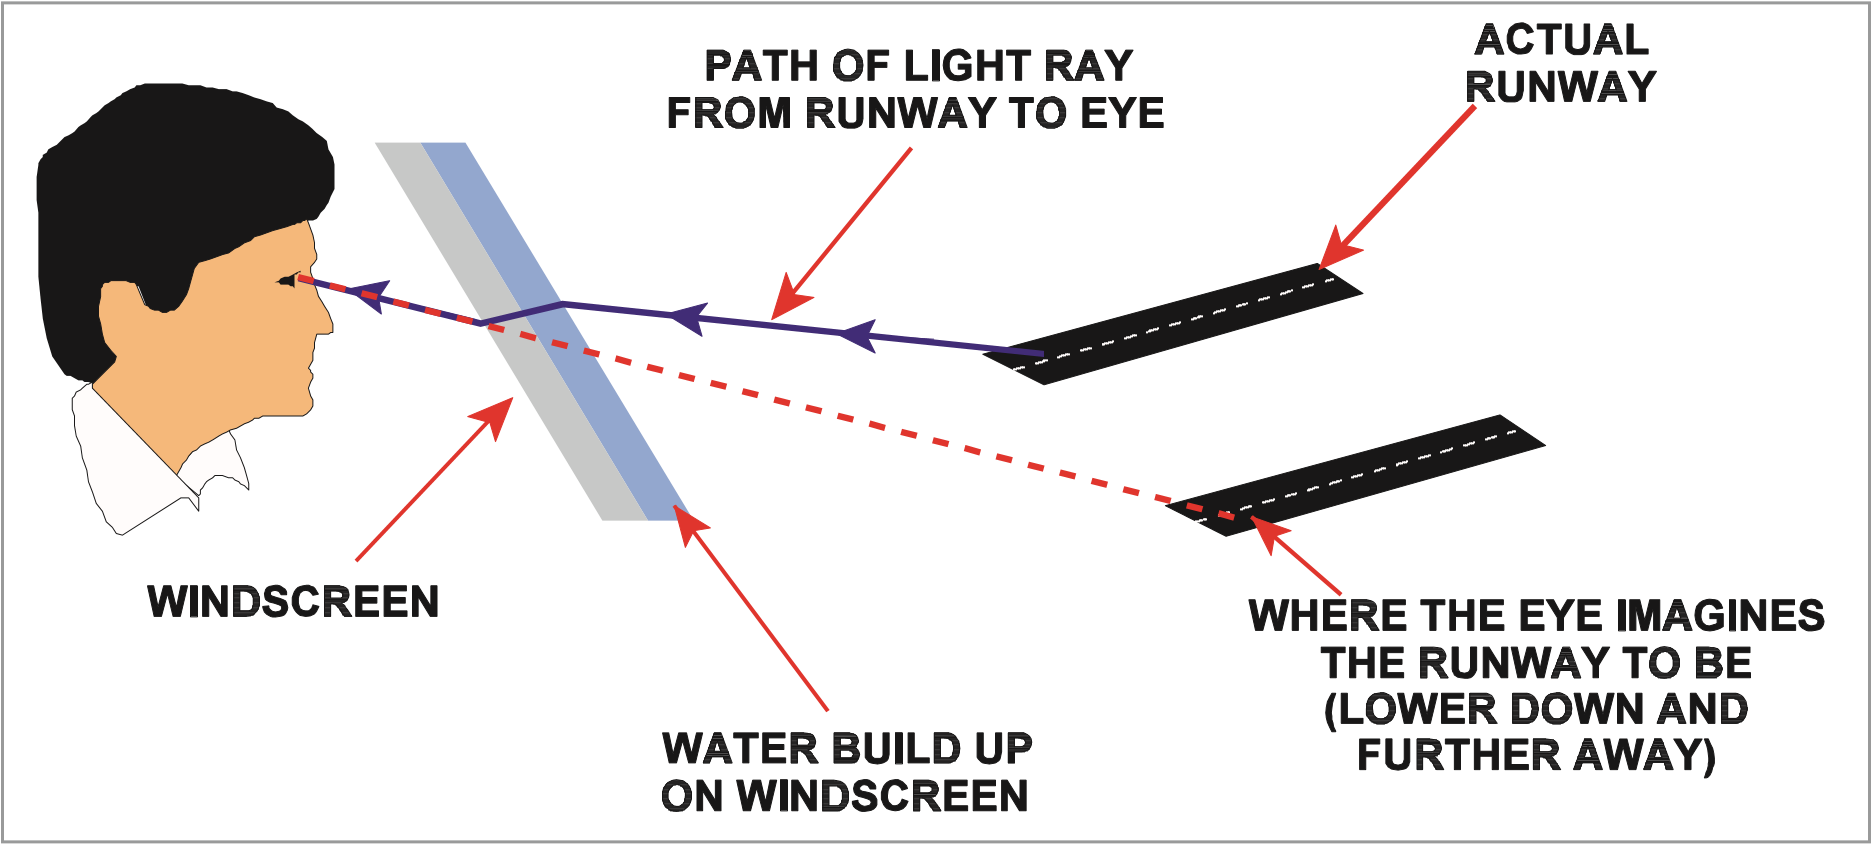 PATH OF LIGHT RAY
FROM RUNWAY TO EYE
ACTUAL
RUNWAY
WINDSCREEN
WATER BUILD UP
ON WINDSCREEN
WHERE THE EYE IMAGINES
THE RUNWAY TO BE
(LOWER DOWN AND
FURTHER AWAY)